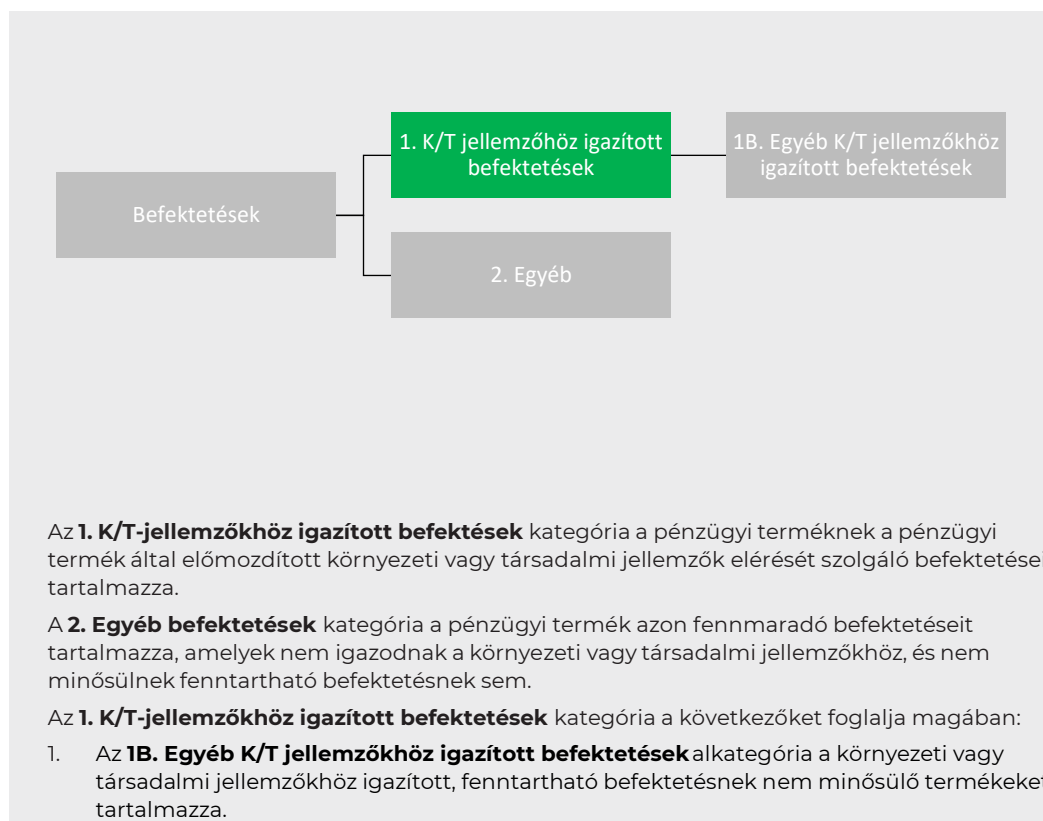 1. K/T jellemzőhöz igazított
befektetések
1B. Egyéb K/T jellemzőkhöz
igazított befektetések
Befektetések
2. Egyéb
Az 1. K/T-jellemzőkhöz igazított befektések kategória a pénzügyi terméknek a pénzügyi
termék által előmozdított környezeti vagy társadalmi jellemzők elérését szolgáló befektetései
tartalmazza.
A 2. Egyéb befektetések kategória a pénzügyi termék azon fennmaradó befektetéseit
tartalmazza, amelyek nem igazodnak a környezeti vagy társadalmi jellemzőkhöz, és nem
minősülnek fenntartható befektetésnek sem.
Az 1. K/T-jellemzőkhöz igazított befektetések kategória a következőket foglalja magában:
1. Az 1B. Egyéb K/T jellemzőkhöz igazított befektetések alkategória a környezeti vagy
társadalmi jellemzőkhöz igazított, fenntartható befektetésnek nem minősülő termékeket
tartalmazza.